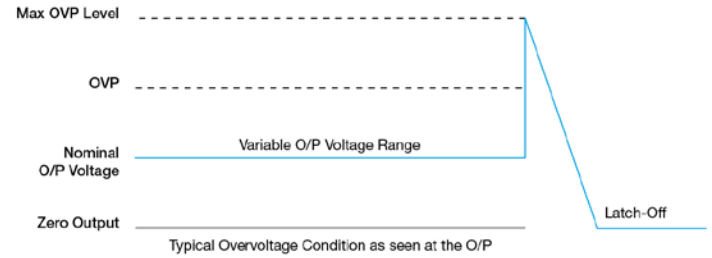 Max OVP Level
OVP
Variable O/P Voltage Range
Nominal
O/P Voltage
Zero Output
Latch-Off
Typical Overvoltage Condition as seen at the O/P